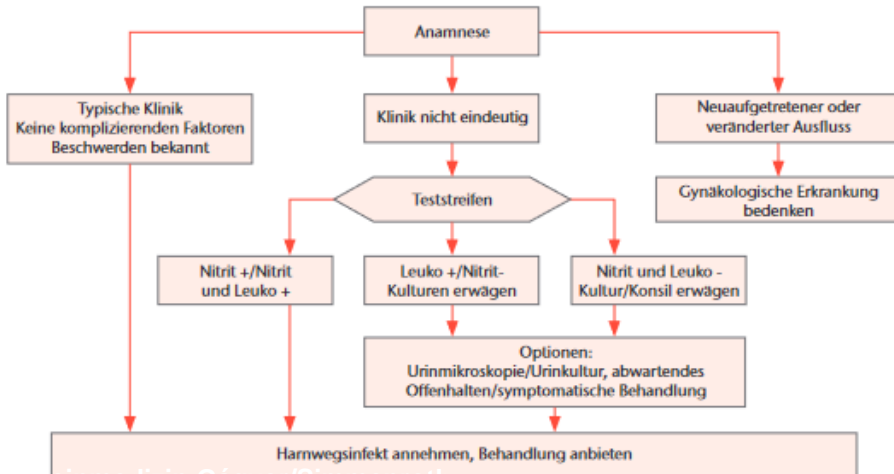 Anamnese
Typische Klinik
Keine komplizierenden Faktoren
Beschwerden bekannt
Klinik nicht eindeutig
Neuaufgetretener oder
veränderter Ausfluss
Teststreifen
Gynäkologische Erkrankung
bedenken
Nitrit +/Nitrit
und Leuko +
Leuko +/Nitrit-
Kulturen erwägen
Nitrit und Leuko -
Kultur/Konsil erwägen
Optionen:
Urinmikroskopie/Urinkultur, abwartendes
Offenhalten/symptomatische Behandlung
Harnwegsinfekt annehmen, Behandlung anbieten